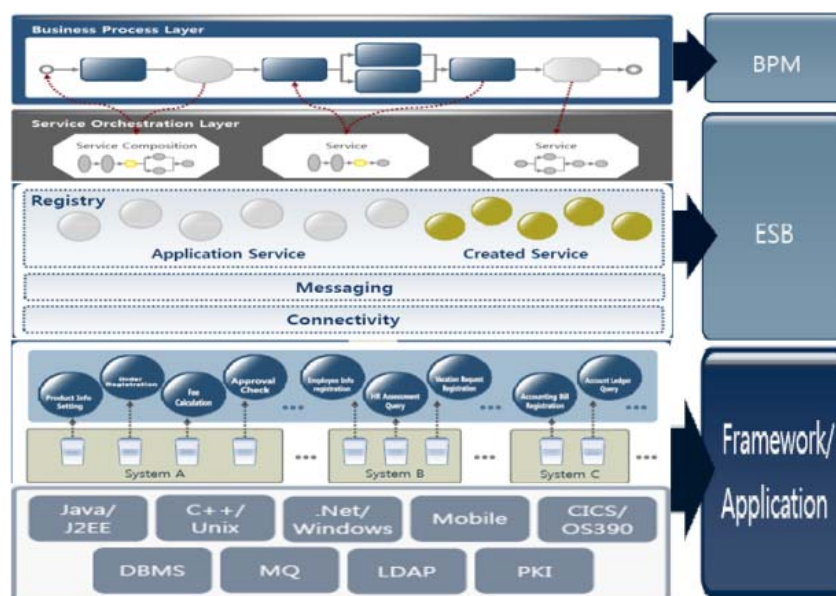 Business Process Layer
BPM
Service Orchestration Layer
Service Composition
Service
Service
Registry
Application Service
Created Service
ESB
Messaging
Connectivity
Product Info
Setting
Order
Registration
Fee
Calculation
Approval
Check
...
Employee Info
registration
HR Assessment
Query
Vacation Request
Registration
...
Accounting Bill
Registration
Account Ledger
Query
...
System A
...
System B
...
System C
...
Framework/
Application
Java/
J2EE
C++/
Unix
.Net/
Windows
Mobile
CICS/
OS390
DBMS
MQ
LDAP
PKI